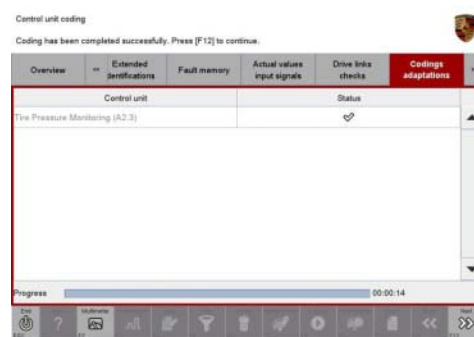 Control unit coding
Coding has been completed successfully. Press [F12] to continue.
Overview
<<
Extended
identifications
Fault memory
Actual values
input signals
Drive links
checks
Codings
adaptations
Control unit
Status
Tire Pressure Monitoring (A2.3)
Progress
00:00:14
Multimeter
?
<<
>>